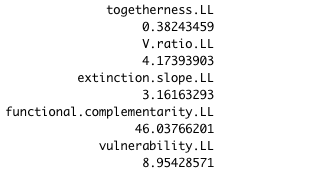 togetherness.LL
0.38243459
V.ratio.LL
4.17393903
extinction.slope.LL
3.16163293
functional.complementarity.LL
46.03766201
vulnerability.LL
8.95428571